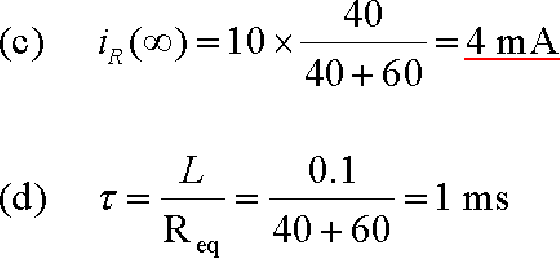 (c) i_R(∞) = 10 × 40 / (40 + 60) = 4 mA
(d) τ = L / R_eq = 0.1 / (40 + 60) = 1 ms